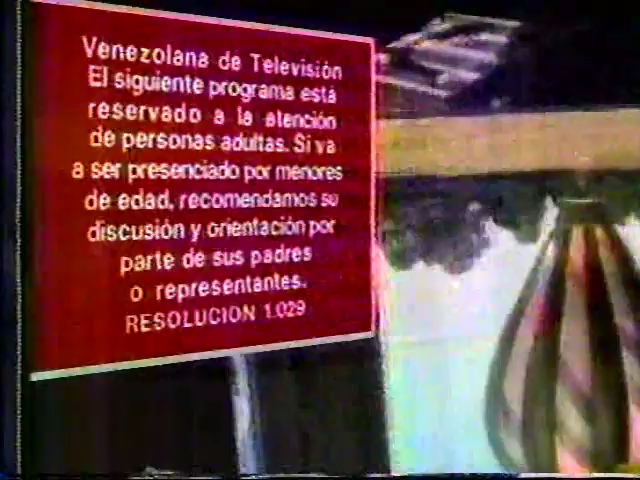 Venezolana de Televisión
El siguiente programa está
reservado a la atención
de personas adultas. Si va
a ser presenciado por menores
de edad, recomendamos su
discusión y orientación por
parte de sus padres
o representantes.
RESOLUCION 1.029